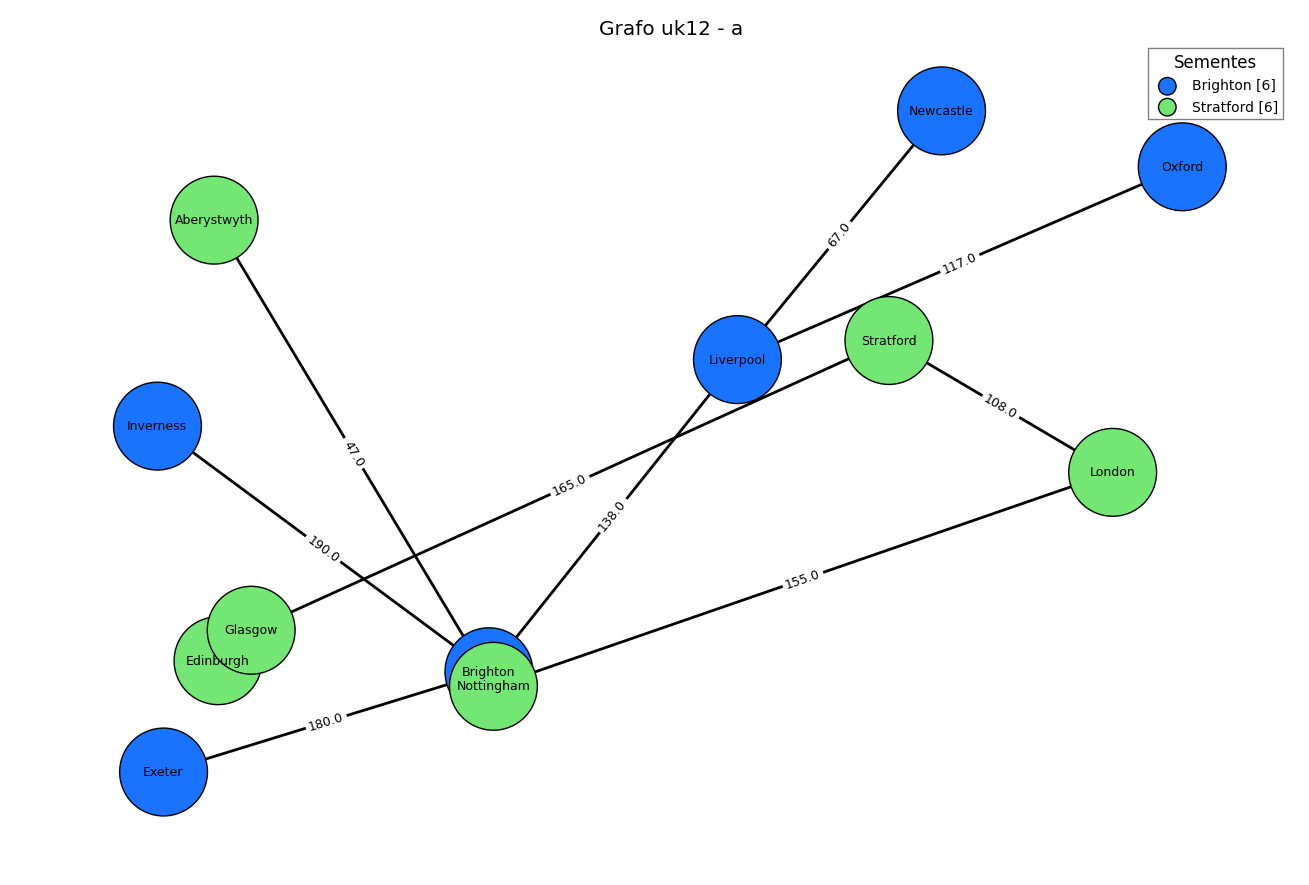 Grafo uk12 - a
Sementes
Brighton [6]
Stratford [6]
Newcastle
Oxford
Aberystwyth
67.0
117.0
Stratford
Liverpool
108.0
Inverness
47.0
London
165.0
138.0
190.0
155.0
Glasgow
Edinburgh
Brighton
Nottingham
180.0
Exeter